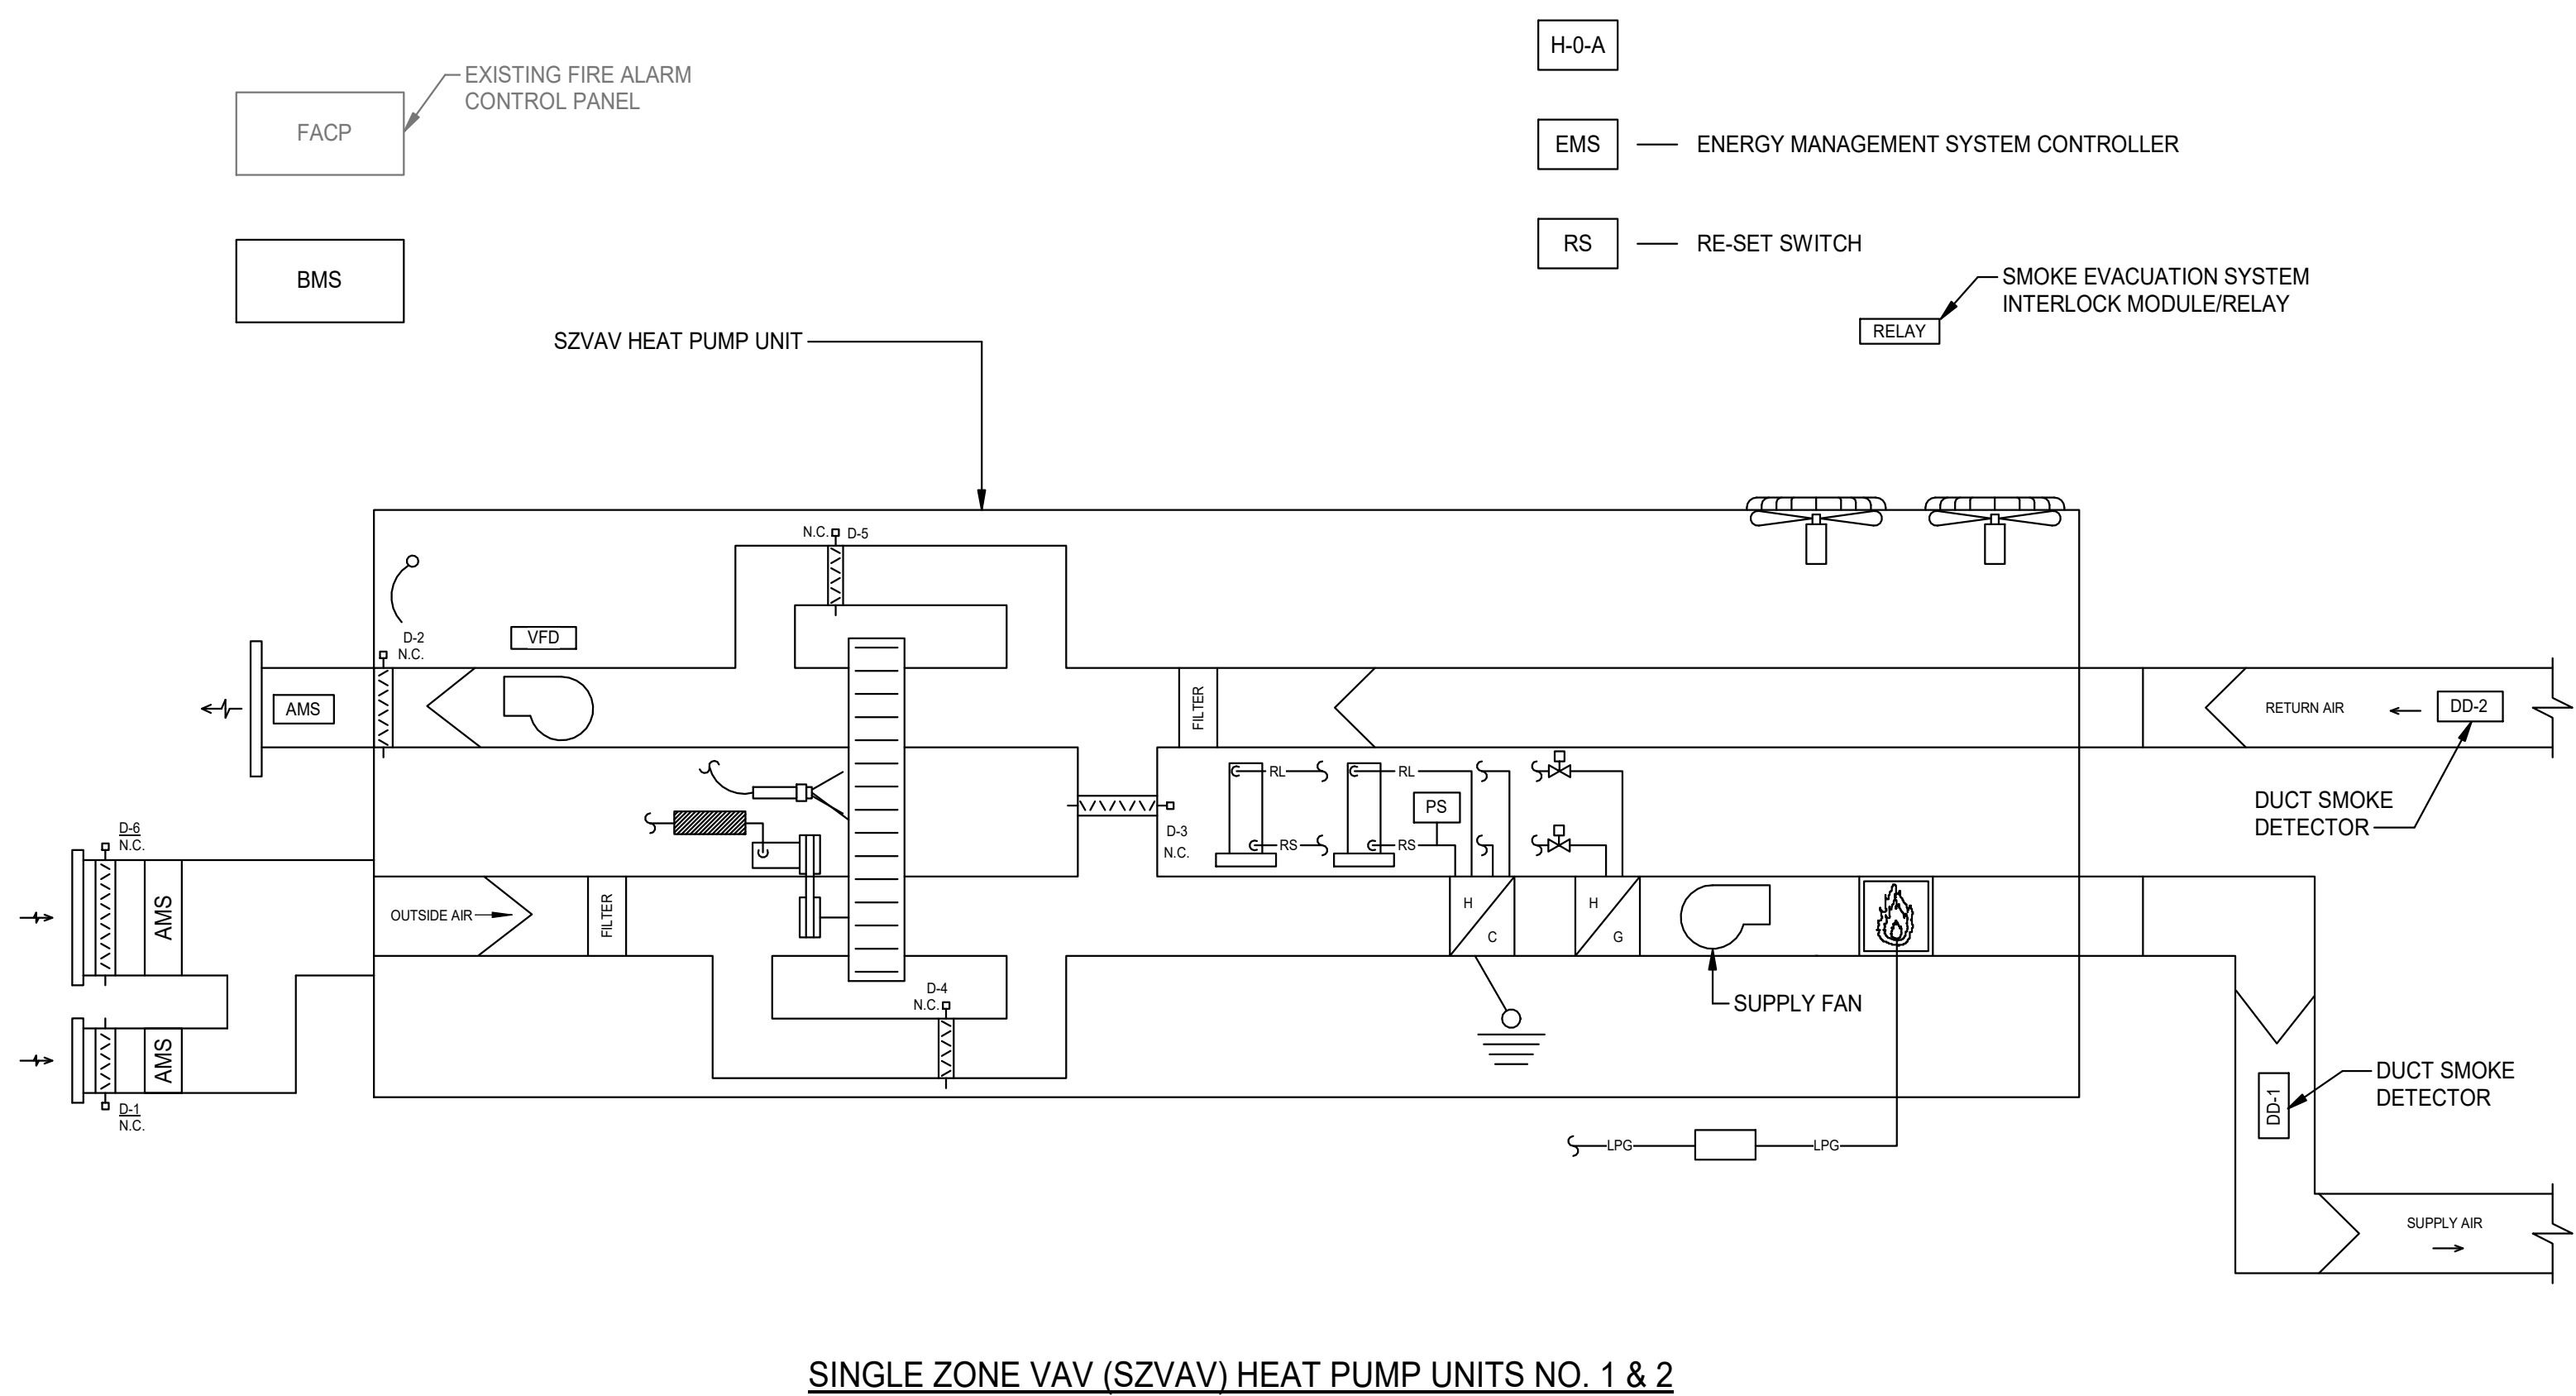 H-0-A
EXISTING FIRE ALARM
CONTROL PANEL
FACP
EMS
ENERGY MANAGEMENT SYSTEM CONTROLLER
RS
RE-SET SWITCH
BMS
SMOKE EVACUATION SYSTEM
INTERLOCK MODULE/RELAY
RELAY
SZVAV HEAT PUMP UNIT
N.C.
D-5
D-2
N.C.
VFD
AMS
FILTER
RETURN AIR
DD-2
RL
RL
PS
D-3
N.C.
RS
RS
DUCT SMOKE
DETECTOR
D-6
N.C.
AMS
OUTSIDE AIR
FILTER
H
C
H
G
D-4
N.C.
SUPPLY FAN
AMS
D-1
N.C.
DUCT SMOKE
DETECTOR
DD-1
LPG
LPG
SUPPLY AIR
SINGLE ZONE VAV (SZVAV) HEAT PUMP UNITS NO. 1 & 2